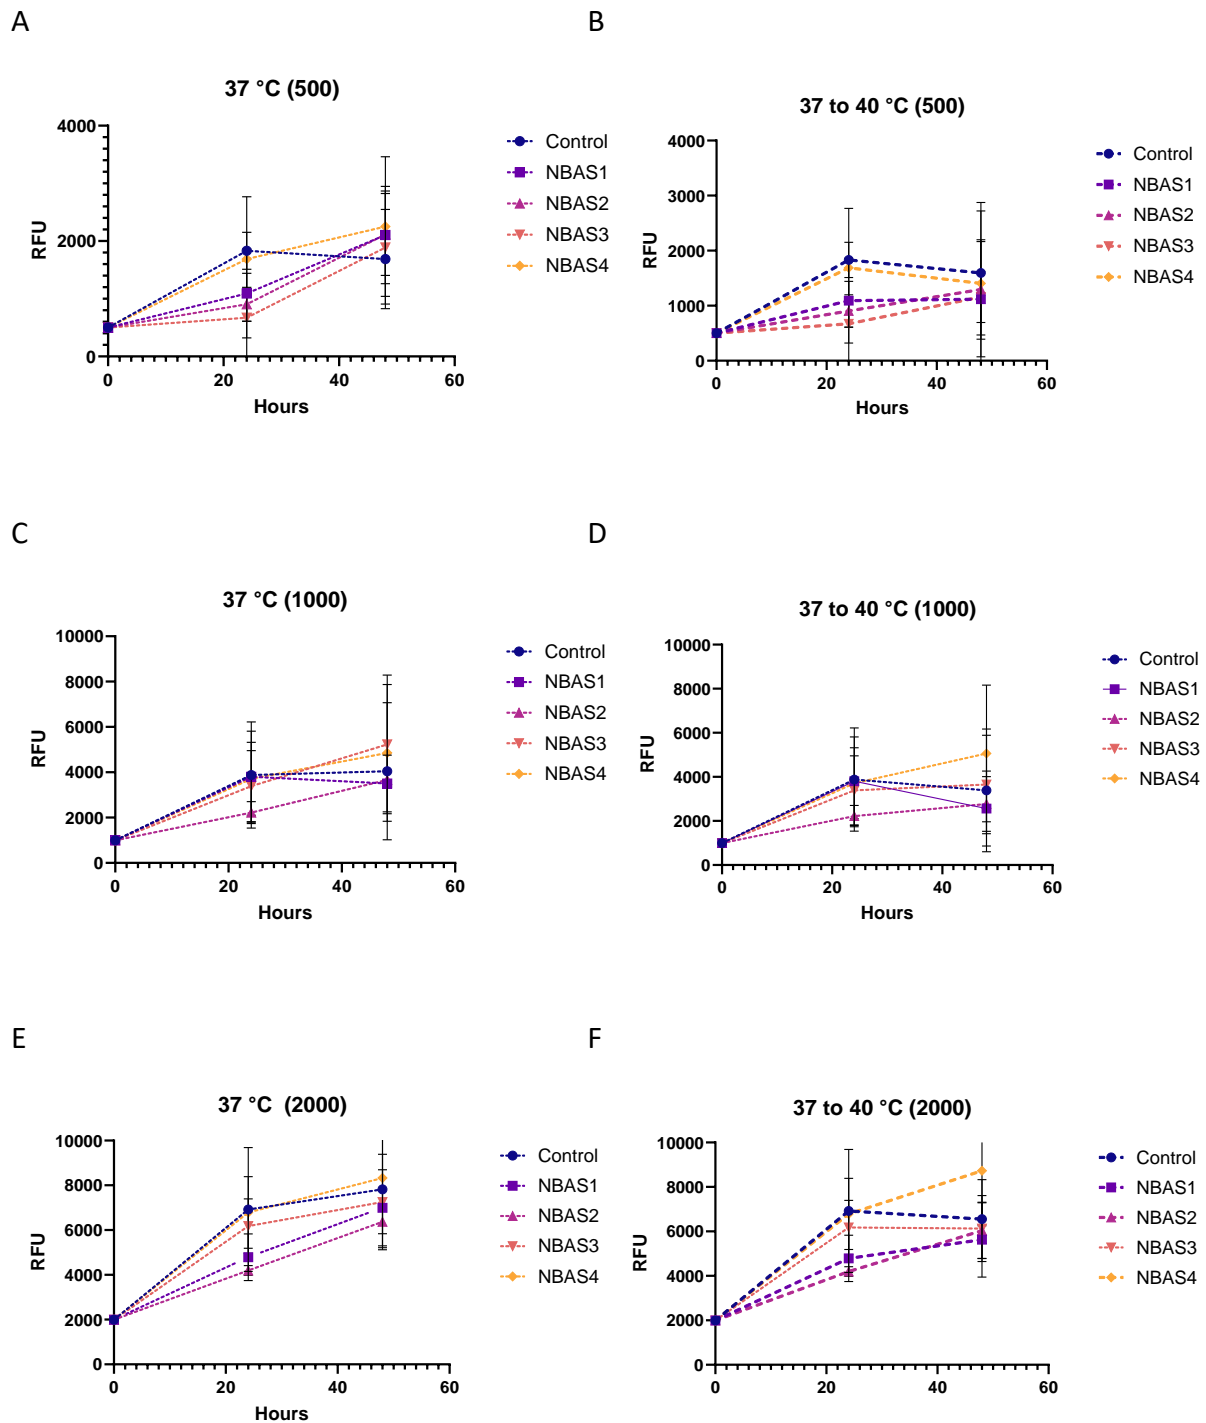 A
B
37 °C (500)
4000
2000
0
RFU
0
20
40
60
Hours
Control
NBAS1
NBAS2
NBAS3
NBAS4
37 to 40 °C (500)
4000
3000
2000
1000
0
RFU
0
20
40
60
Hours
Control
NBAS1
NBAS2
NBAS3
NBAS4
C
D
37 °C (1000)
10000
8000
6000
4000
2000
0
RFU
0
20
40
60
Hours
Control
NBAS1
NBAS2
NBAS3
NBAS4
37 to 40 °C (1000)
10000
8000
6000
4000
2000
0
RFU
0
20
40
60
Hours
Control
NBAS1
NBAS2
NBAS3
NBAS4
E
F
37 °C (2000)
10000
8000
6000
4000
2000
0
RFU
0
20
40
60
Hours
Control
NBAS1
NBAS2
NBAS3
NBAS4
37 to 40 °C (2000)
10000
8000
6000
4000
2000
0
RFU
0
20
40
60
Control
NBAS1
NBAS2
NBAS3
NBAS4